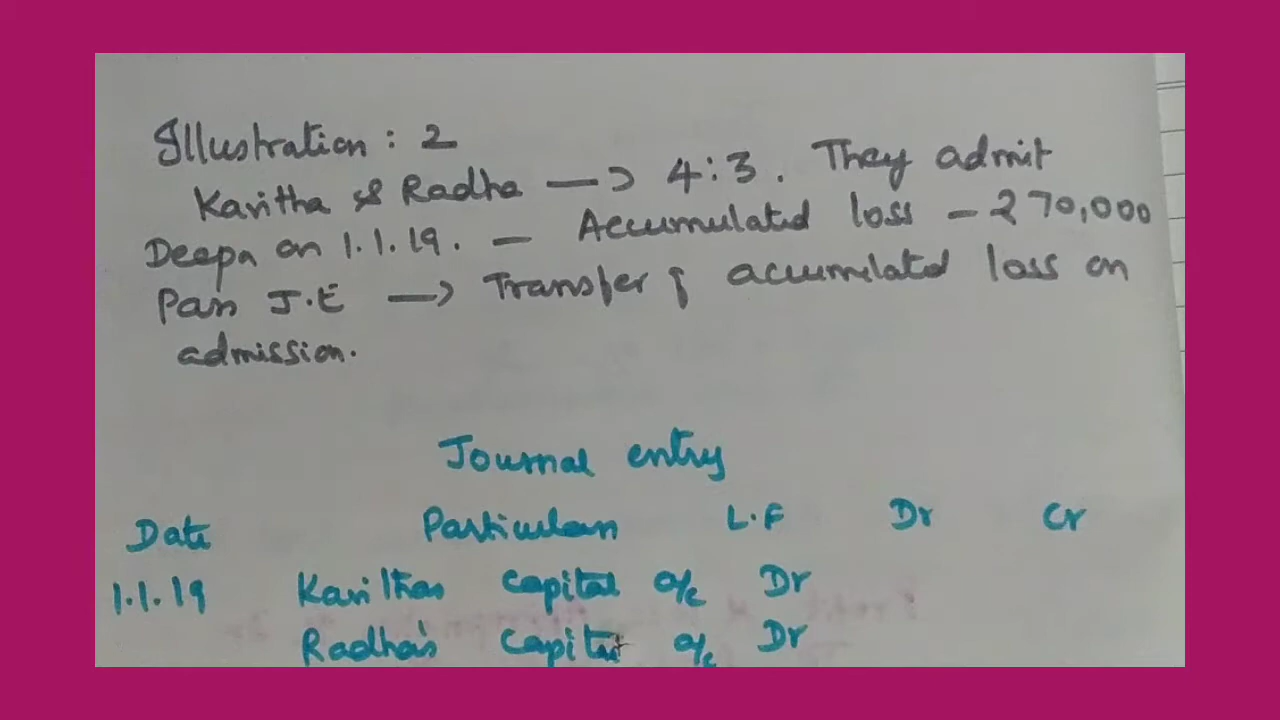 Illustration : 2
Kavitha & Radha —> 4:3. They admit
Deepa on 1.1.19. — Accumulated loss – ₹70,000
Pass J.E —> Transfer of accumulated loss on
admission.
Journal entry
Date Particulars L.F Dr Cr
1.1.19 Kavithas Capital a/c Dr
Radha's Capital a/c Dr